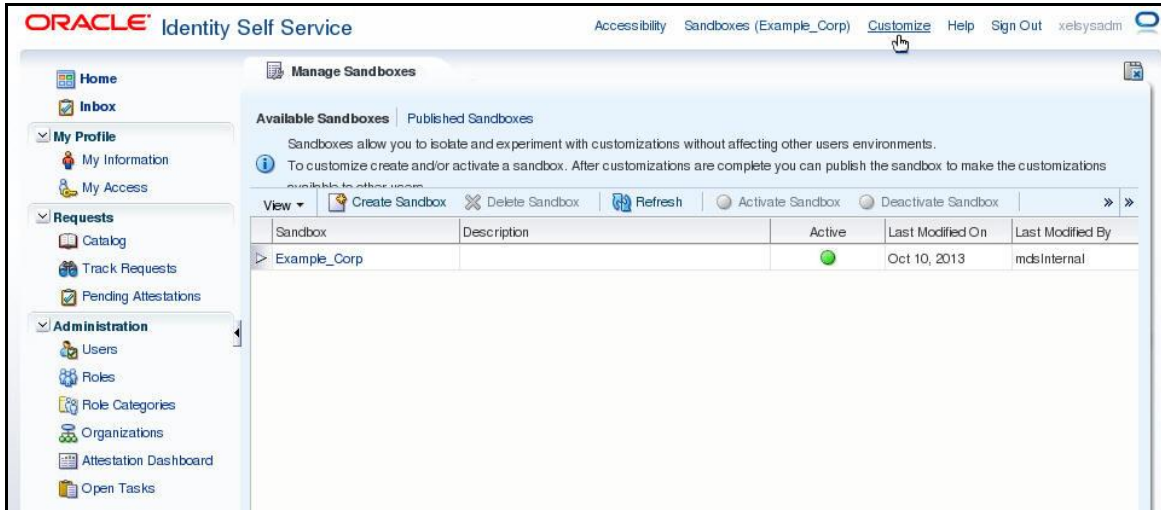 ORACLE Identity Self Service
Accessibility Sandboxes (Example_Corp) Customize Help Sign Out xelsysadm
Home
Inbox
My Profile
My Information
My Access
Requests
Catalog
Track Requests
Pending Attestations
Administration
Users
Roles
Role Categories
Organizations
Attestation Dashboard
Open Tasks
Manage Sandboxes
Available Sandboxes Published Sandboxes
Sandboxes allow you to isolate and experiment with customizations without affecting other users environments.
To customize create and/or activate a sandbox. After customizations are complete you can publish the sandbox to make the customizations
available to other users
View Create Sandbox Delete Sandbox Refresh Activate Sandbox Deactivate Sandbox » »
Sandbox Description Active Last Modified On Last Modified By
Example_Corp Oct 10, 2013 mdsInternal